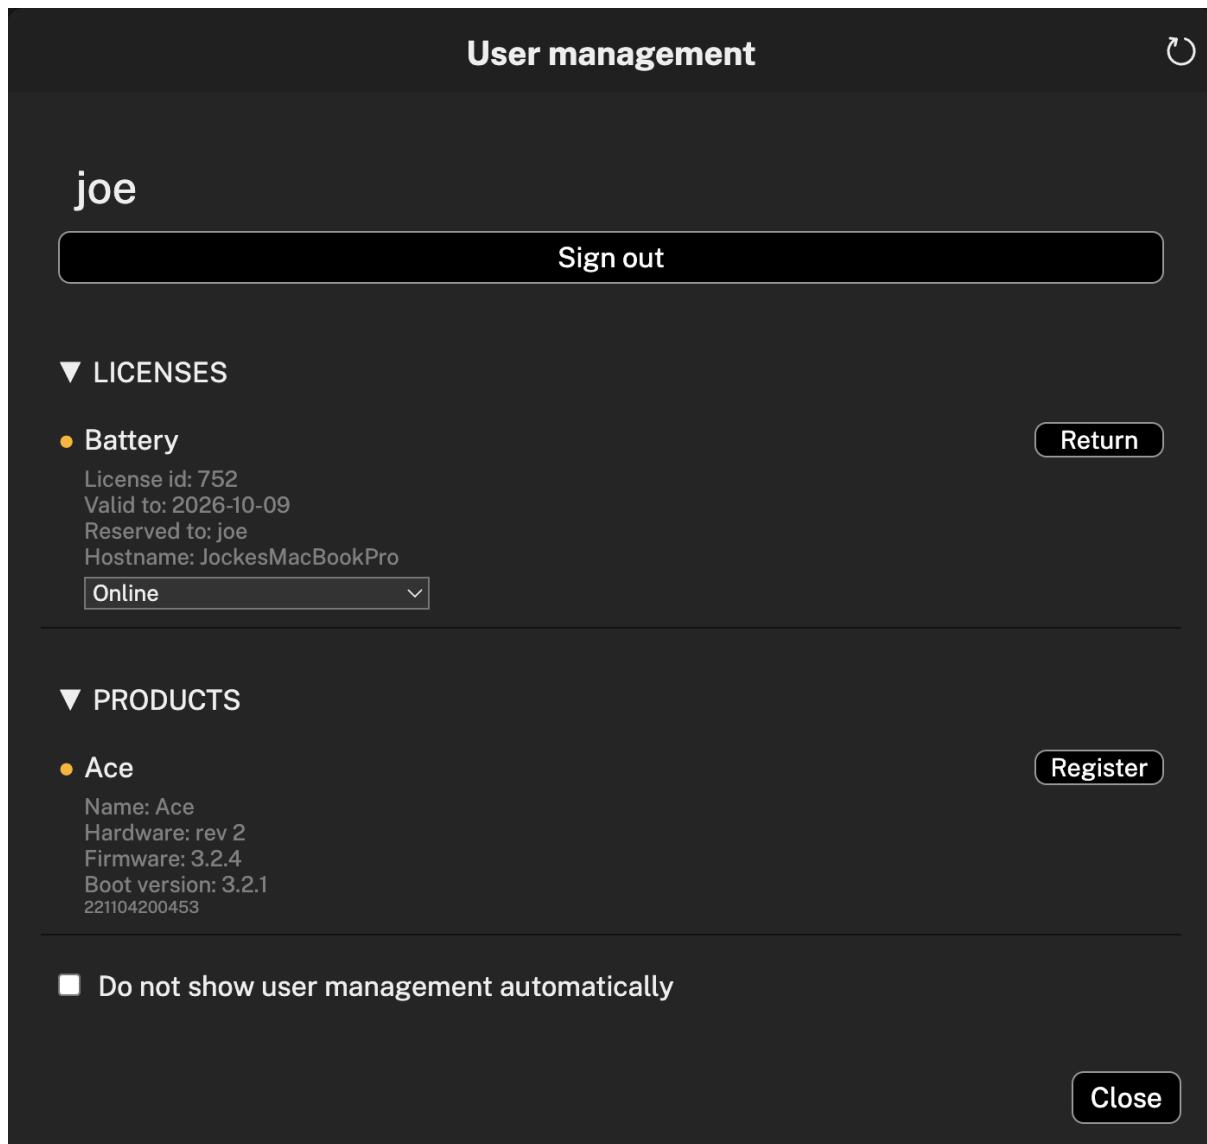 User management
joe
Sign out
▼ LICENSES
Battery
Return
License id: 752
Valid to: 2026-10-09
Reserved to: joe
Hostname: JockesMacBookPro
Online
▼ PRODUCTS
Ace
Register
Name: Ace
Hardware: rev 2
Firmware: 3.2.4
Boot version: 3.2.1
221104200453
Do not show user management automatically
Close